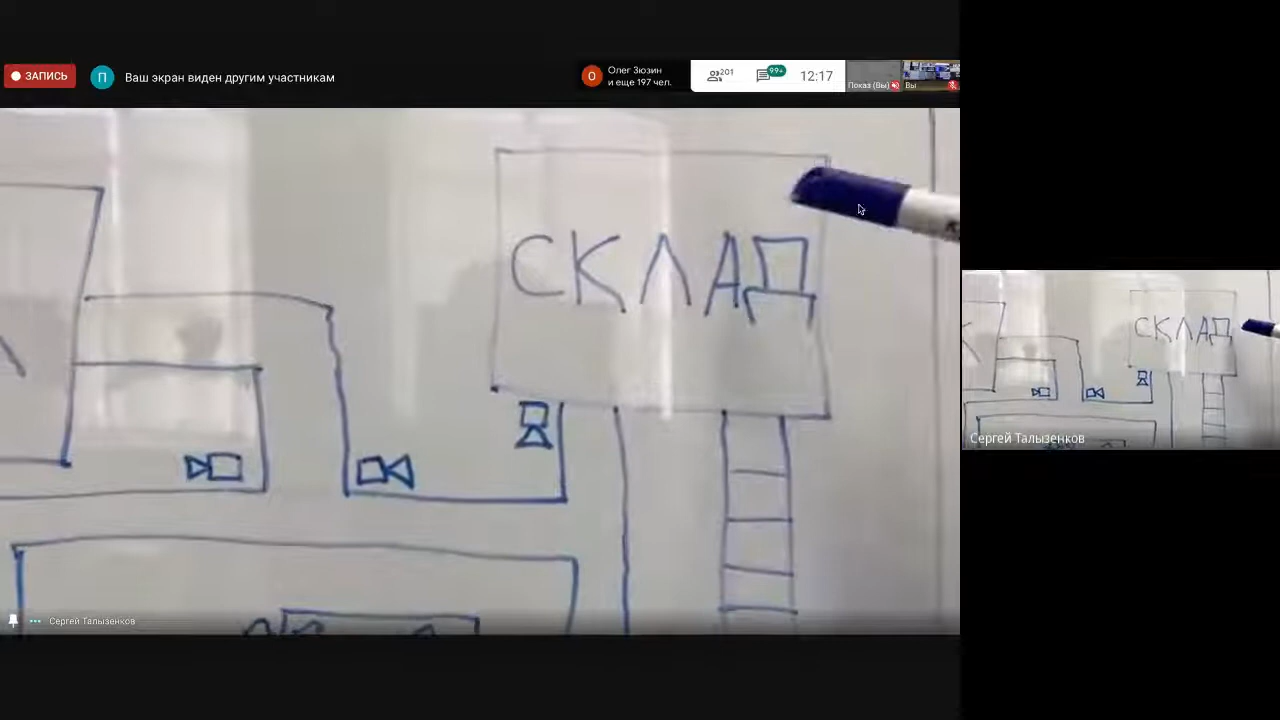 ЗАПИСЬ
П
Ваш экран виден другим участникам
О
Олег Зюзин
и еще 197 чел.
201
99+
12:17
Показ (Вы)
Вы
СКЛАД
Сергей Талызенков
СКЛАД
Сергей Талызенков